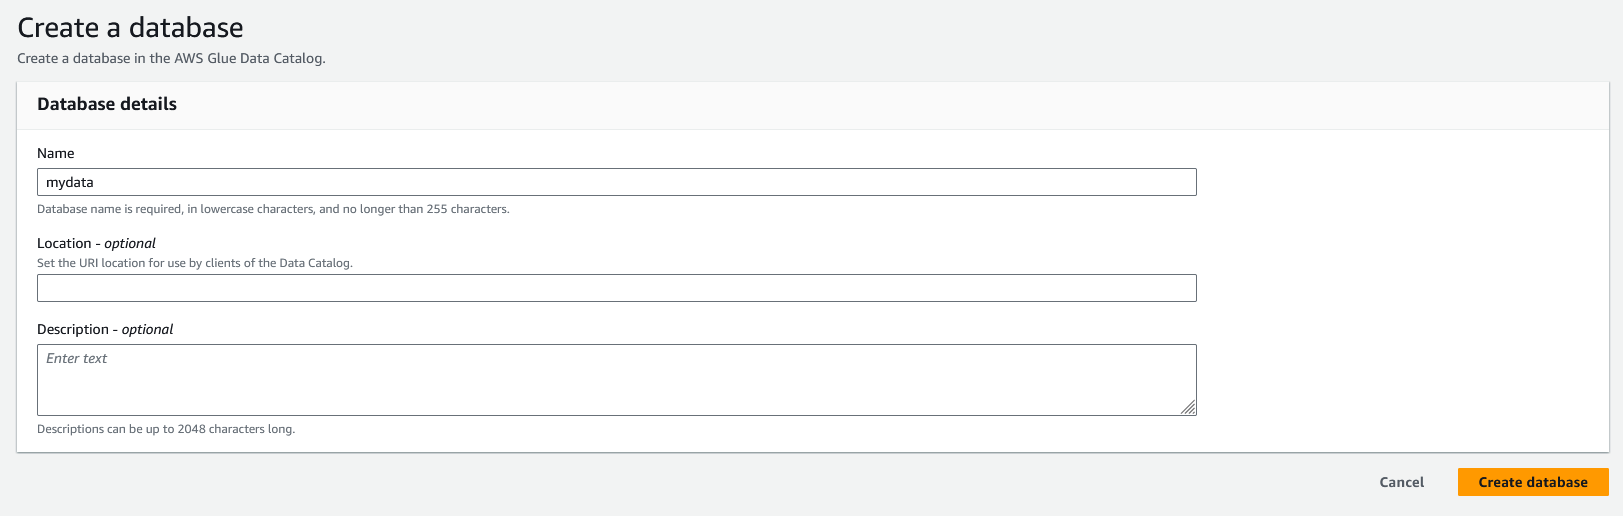 Create a database
Create a database in the AWS Glue Data Catalog.
Database details
Name
mydata
Database name is required, in lowercase characters, and no longer than 255 characters.
Location - optional
Set the URI location for use by clients of the Data Catalog.
Description - optional
Enter text
Descriptions can be up to 2048 characters long.
Cancel
Create database